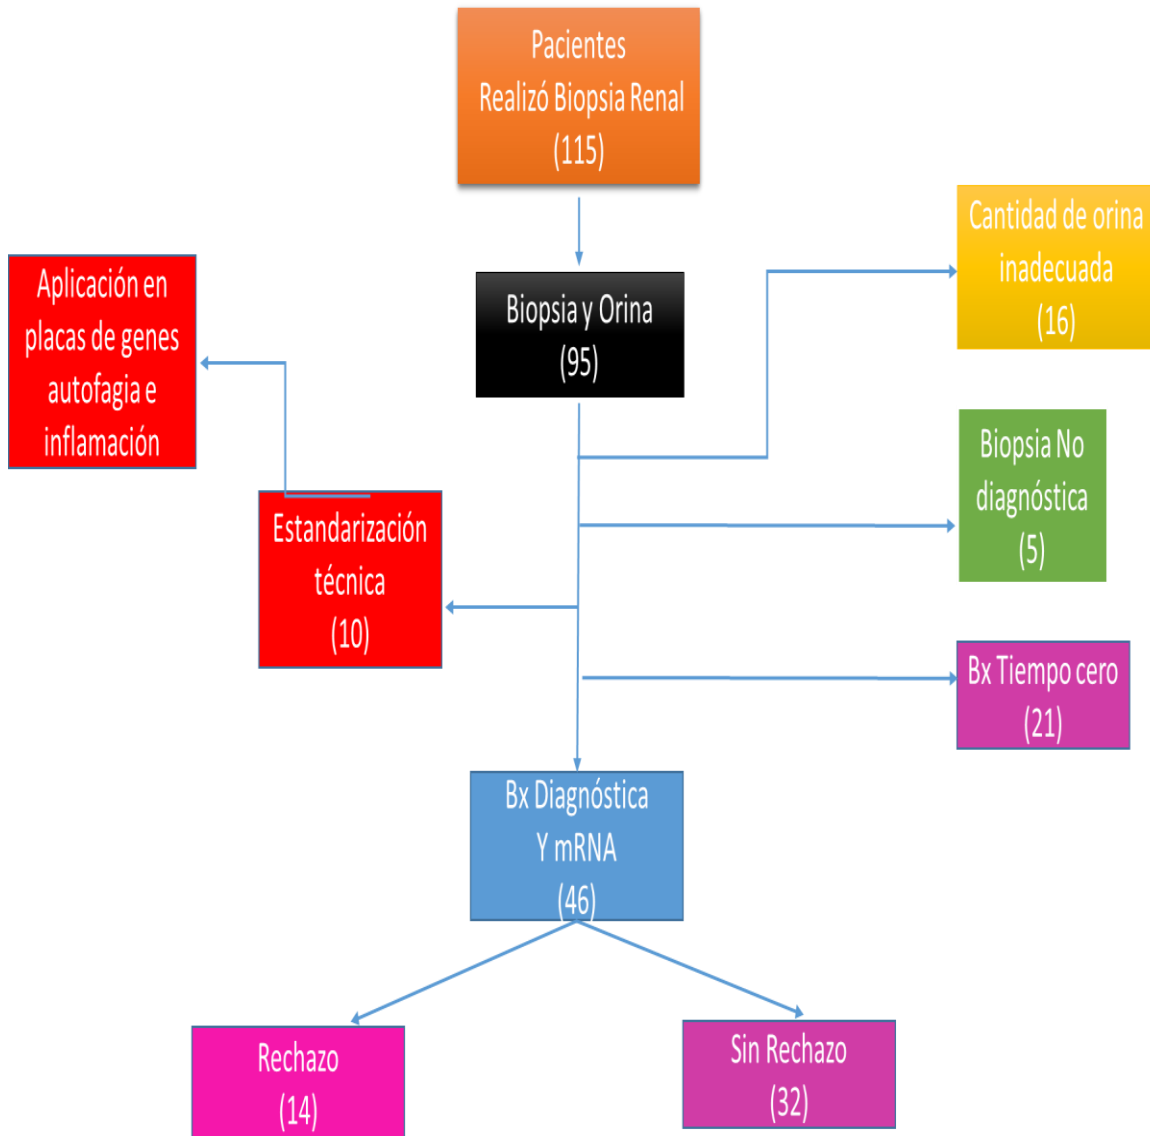 Pacientes
Realizó Biopsia Renal
(115)
Cantidad de orina
inadecuada
(16)
Aplicación en
placas de genes
autofagia e
inflamación
Biopsia y Orina
(95)
Biopsia No
diagnóstica
(5)
Estandarización
técnica
(10)
Bx Tiempo cero
(21)
Bx Diagnóstica
Y mRNA
(46)
Rechazo
(14)
Sin Rechazo
(32)